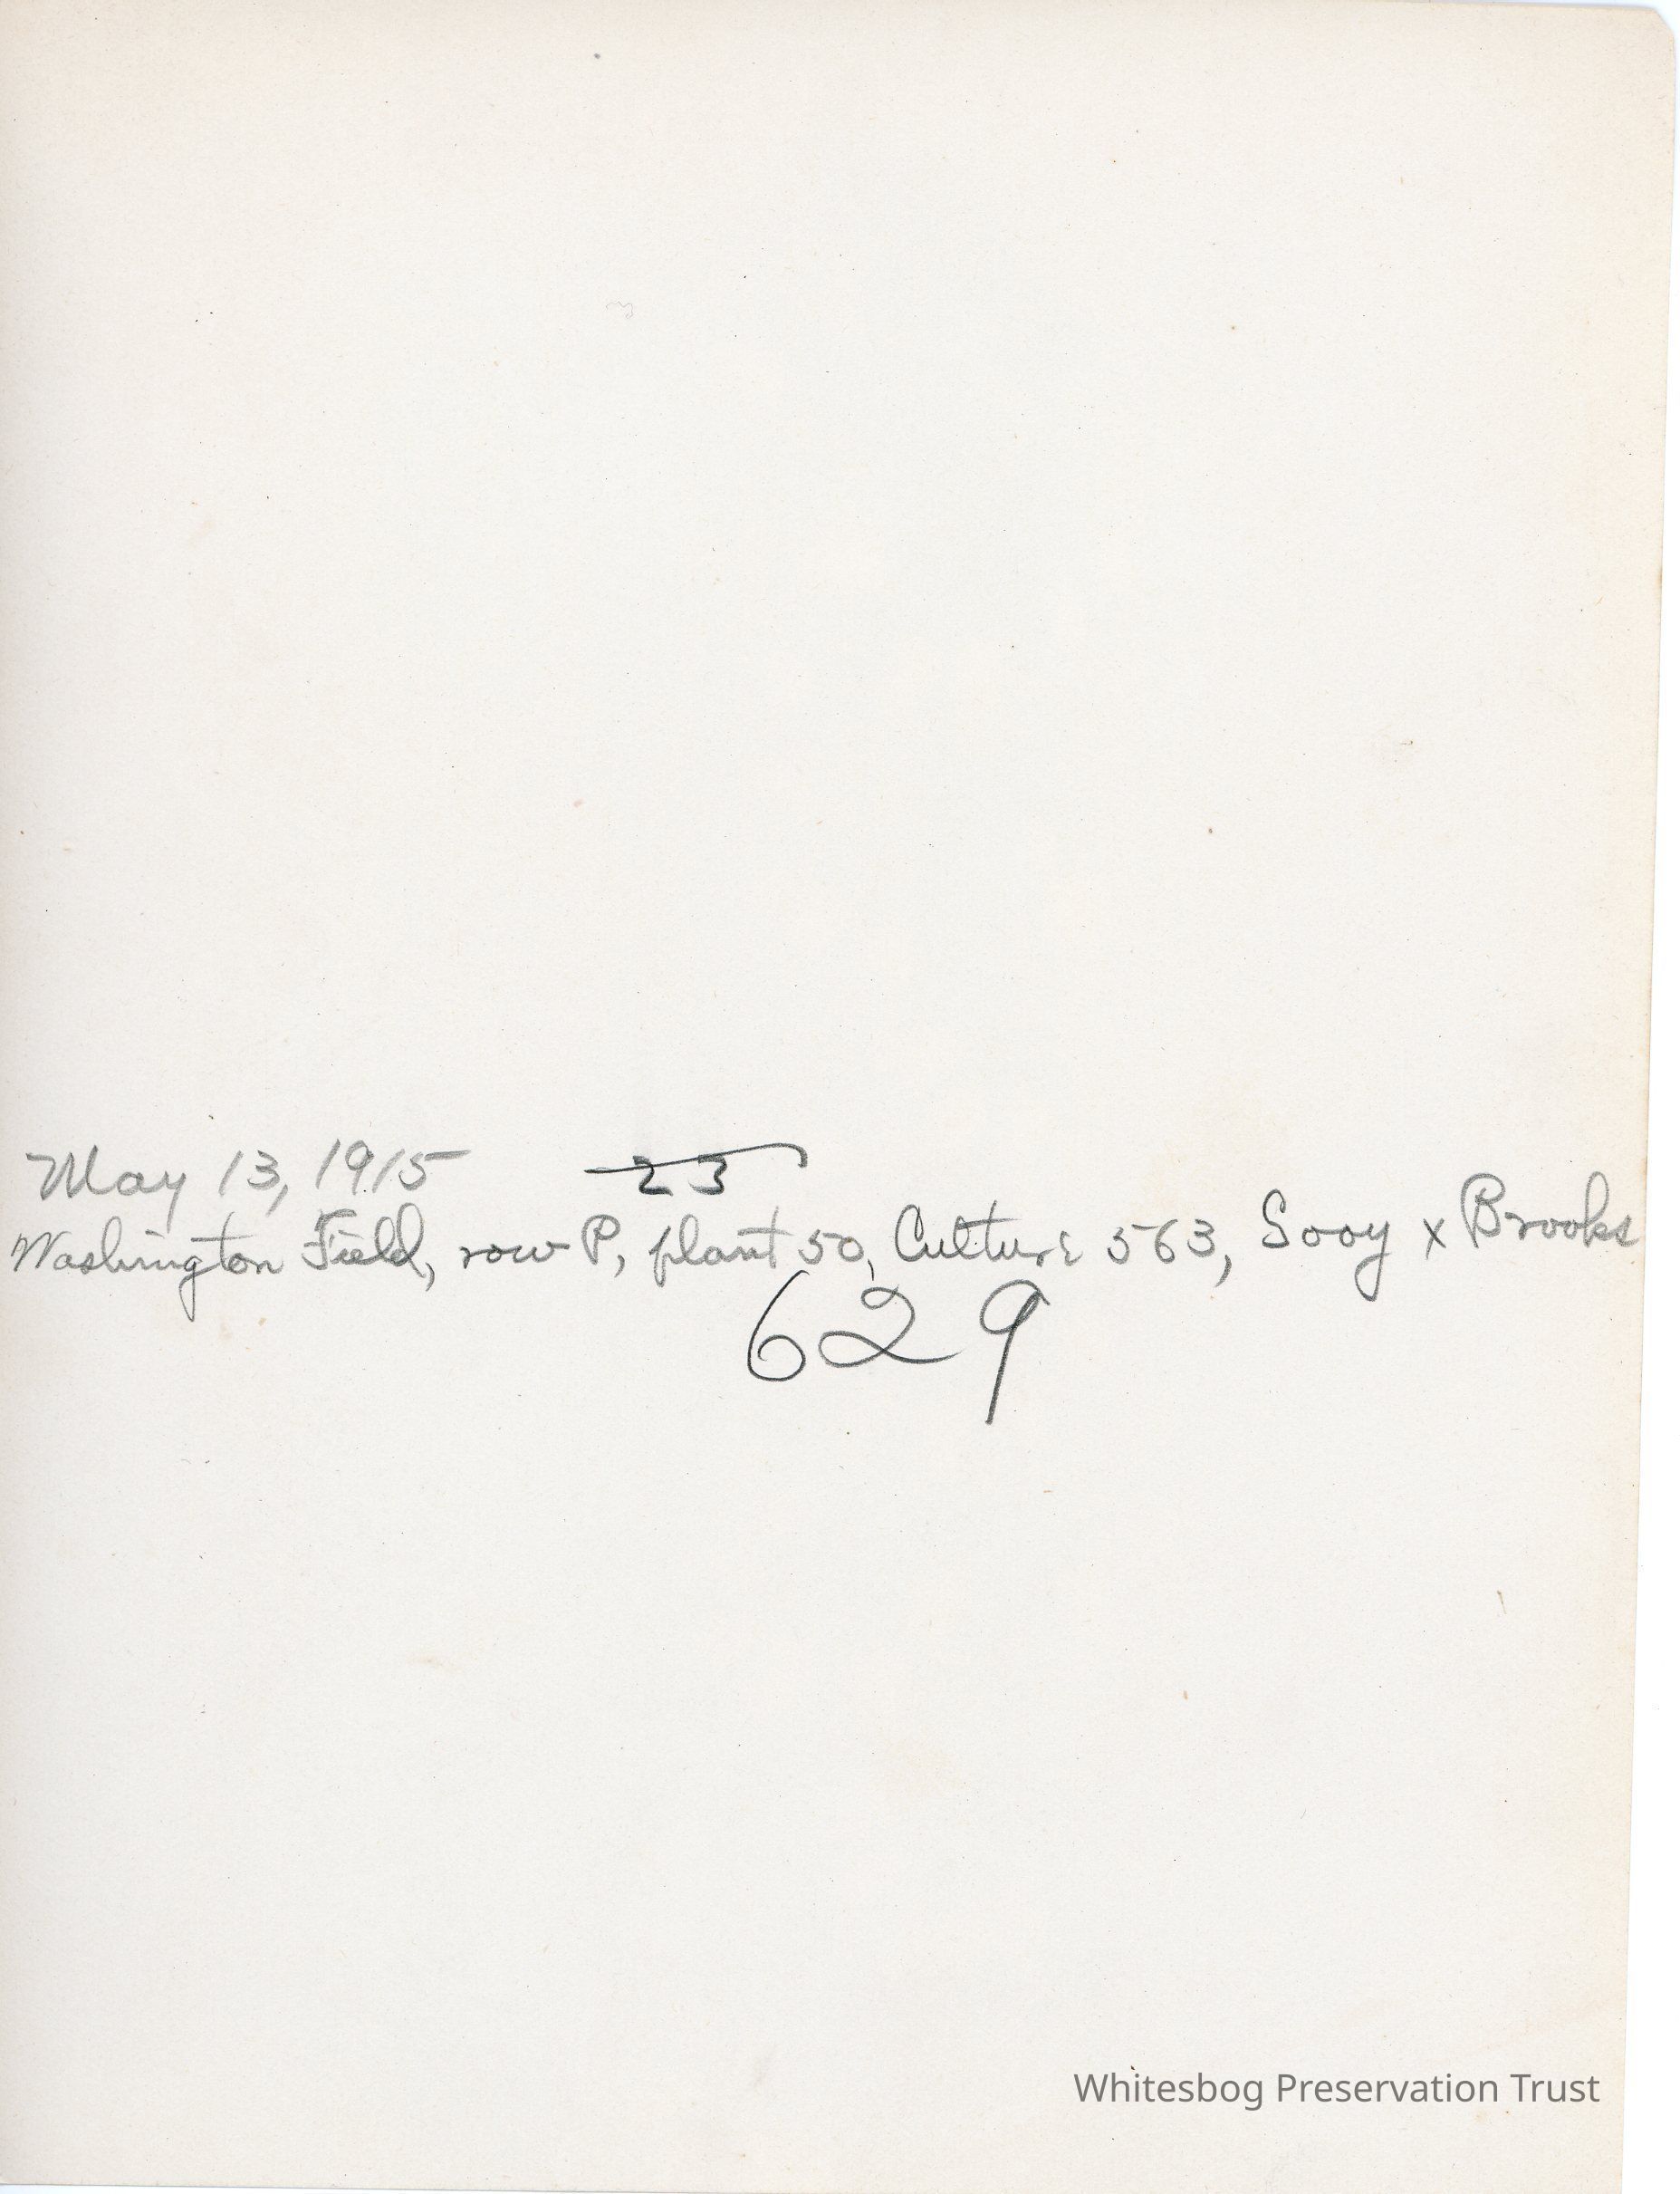 May 13, 1915 23
Washington Field, row P, plant 50, Culture 563, Sooy x Brooks
629
Whitesbog Preservation Trust